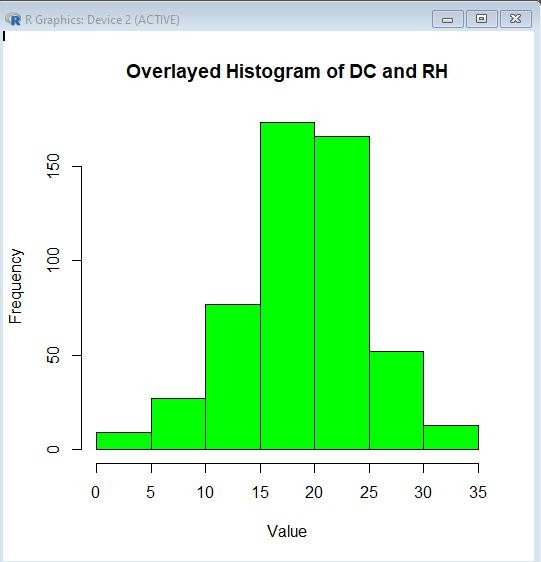 R Graphics: Device 2 (ACTIVE)
Overlayed Histogram of DC and RH
150
100
50
0
Frequency
0 5 10 15 20 25 30 35
Value